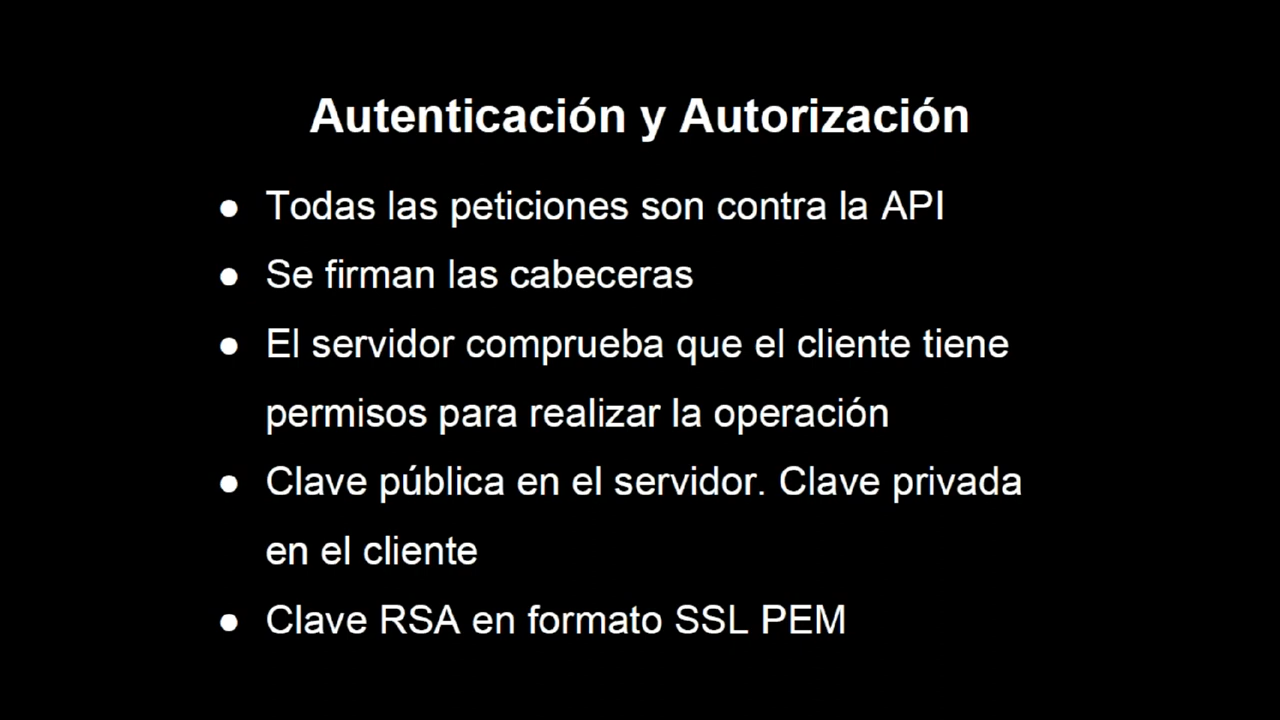 Autenticación y Autorización
● Todas las peticiones son contra la API
● Se firman las cabeceras
● El servidor comprueba que el cliente tiene
permisos para realizar la operación
● Clave pública en el servidor. Clave privada
en el cliente
● Clave RSA en formato SSL PEM